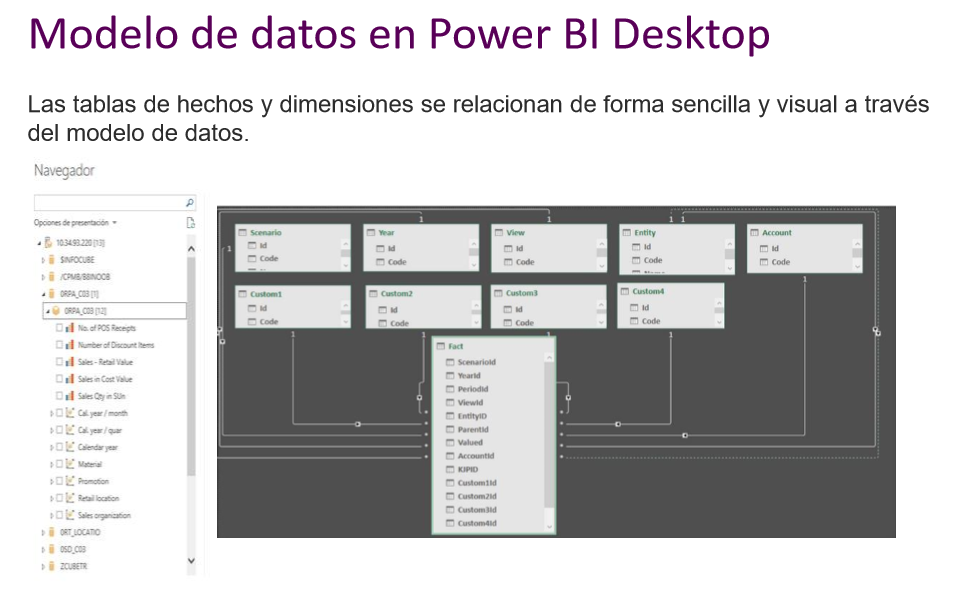 Modelo de datos en Power BI Desktop
Las tablas de hechos y dimensiones se relacionan de forma sencilla y visual a través
del modelo de datos.
Navegador
Opciones de presentación
10.34.93.220 [13]
$INFOCUBE
/CPMB/BBINOOB
0RPA_C03 [1]
0RPA_C03 [12]
No. of POS Receipts
Number of Discount Items
Sales - Retail Value
Sales in Cost Value
Sales Qty in SUn
Cal. year / month
Cal. year / quar
Calendar year
Material
Promotion
Retail location
Sales organization
0RT_LOCATIO
0SD_C03
ZCUBETR
1 1 1 1
Scenario
Id
Code
Year
Id
Code
View
Id
Code
Entity
Id
Code
Name
Account
Id
Code
1
Custom1
Id
Code
Custom2
Id
Code
Custom3
Id
Code
Custom4
Id
Code
1
1 1 1
Fact
ScenarioId
YearId
PeriodId
ViewId
EntityID
ParentId
Valued
AccountId
Custom1Id
Custom2Id
Custom3Id
Custom4Id